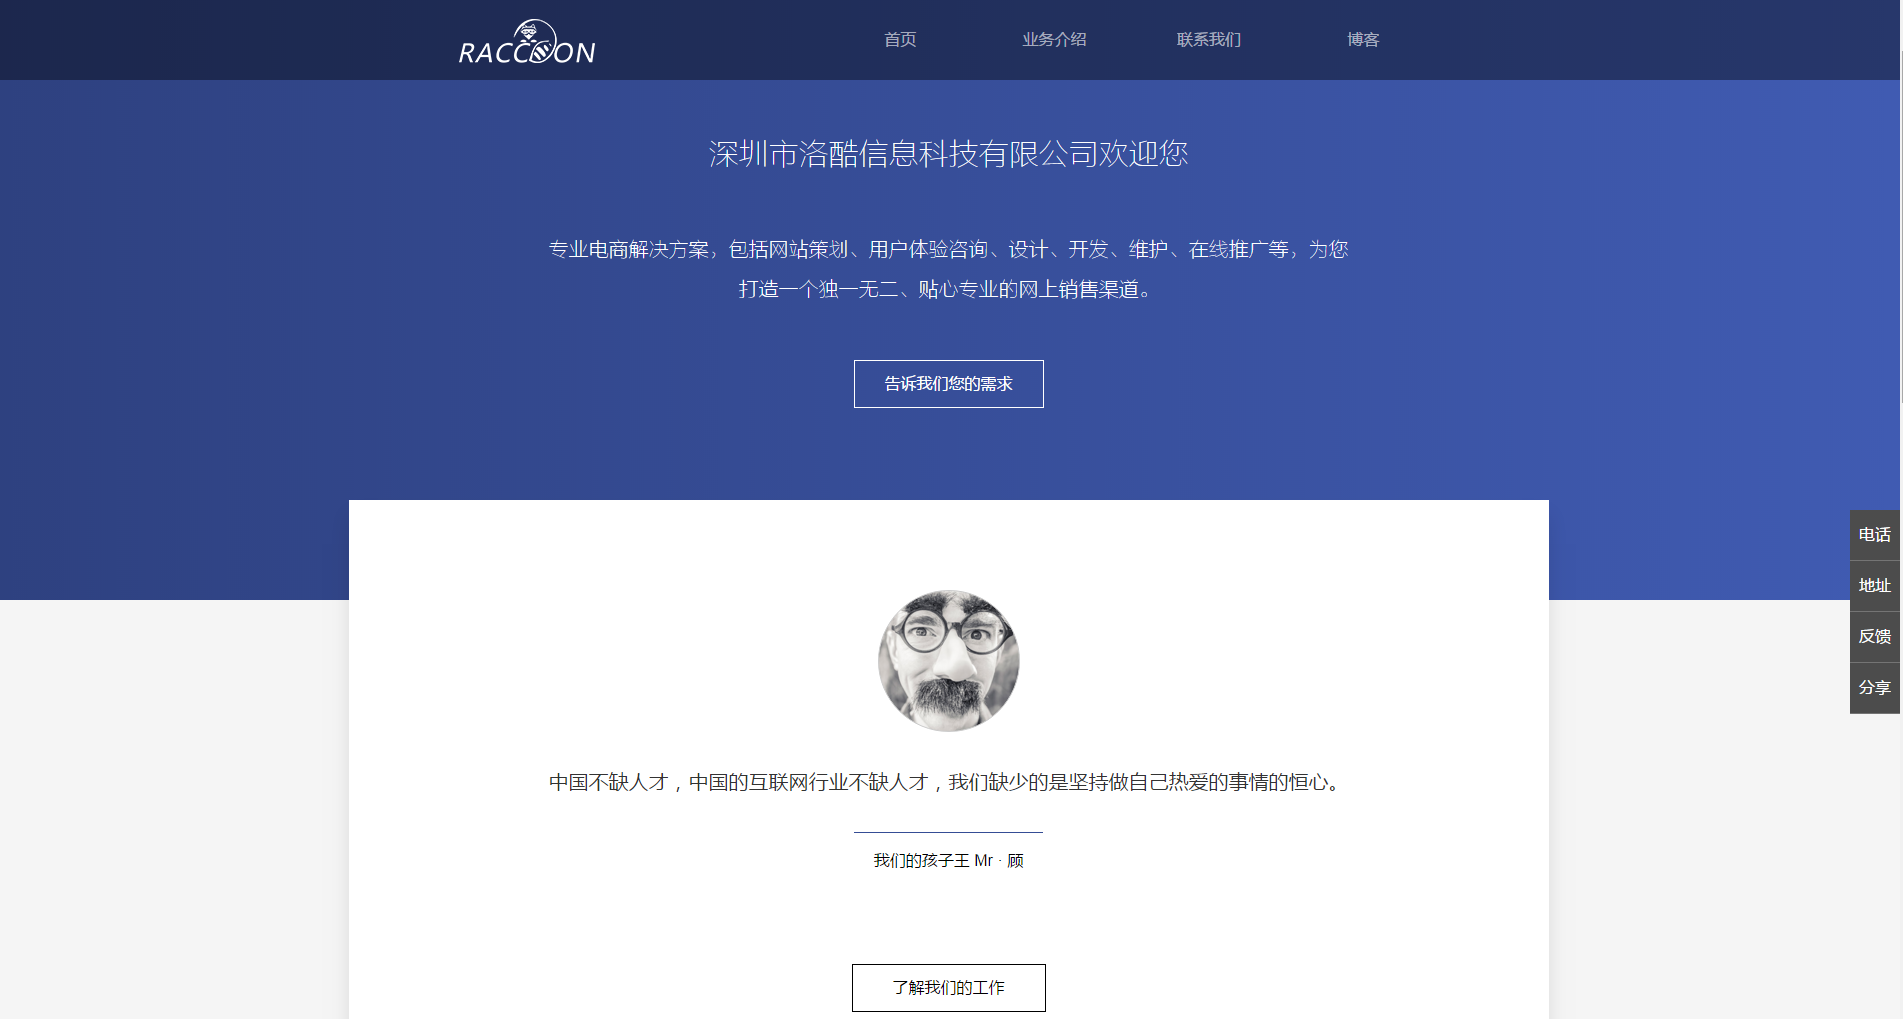 RACCOON
首页
业务介绍
联系我们
博客
深圳市洛酷信息科技有限公司欢迎您
专业电商解决方案，包括网站策划、用户体验咨询、设计、开发、维护、在线推广等，为您
打造一个独一无二、贴心专业的网上销售渠道。
告诉我们您的需求
电话
地址
反馈
分享
中国不缺人才，中国的互联网行业不缺人才，我们缺少的是坚持做自己热爱的事情的恒心。
我们的孩子王 Mr · 顾
了解我们的工作